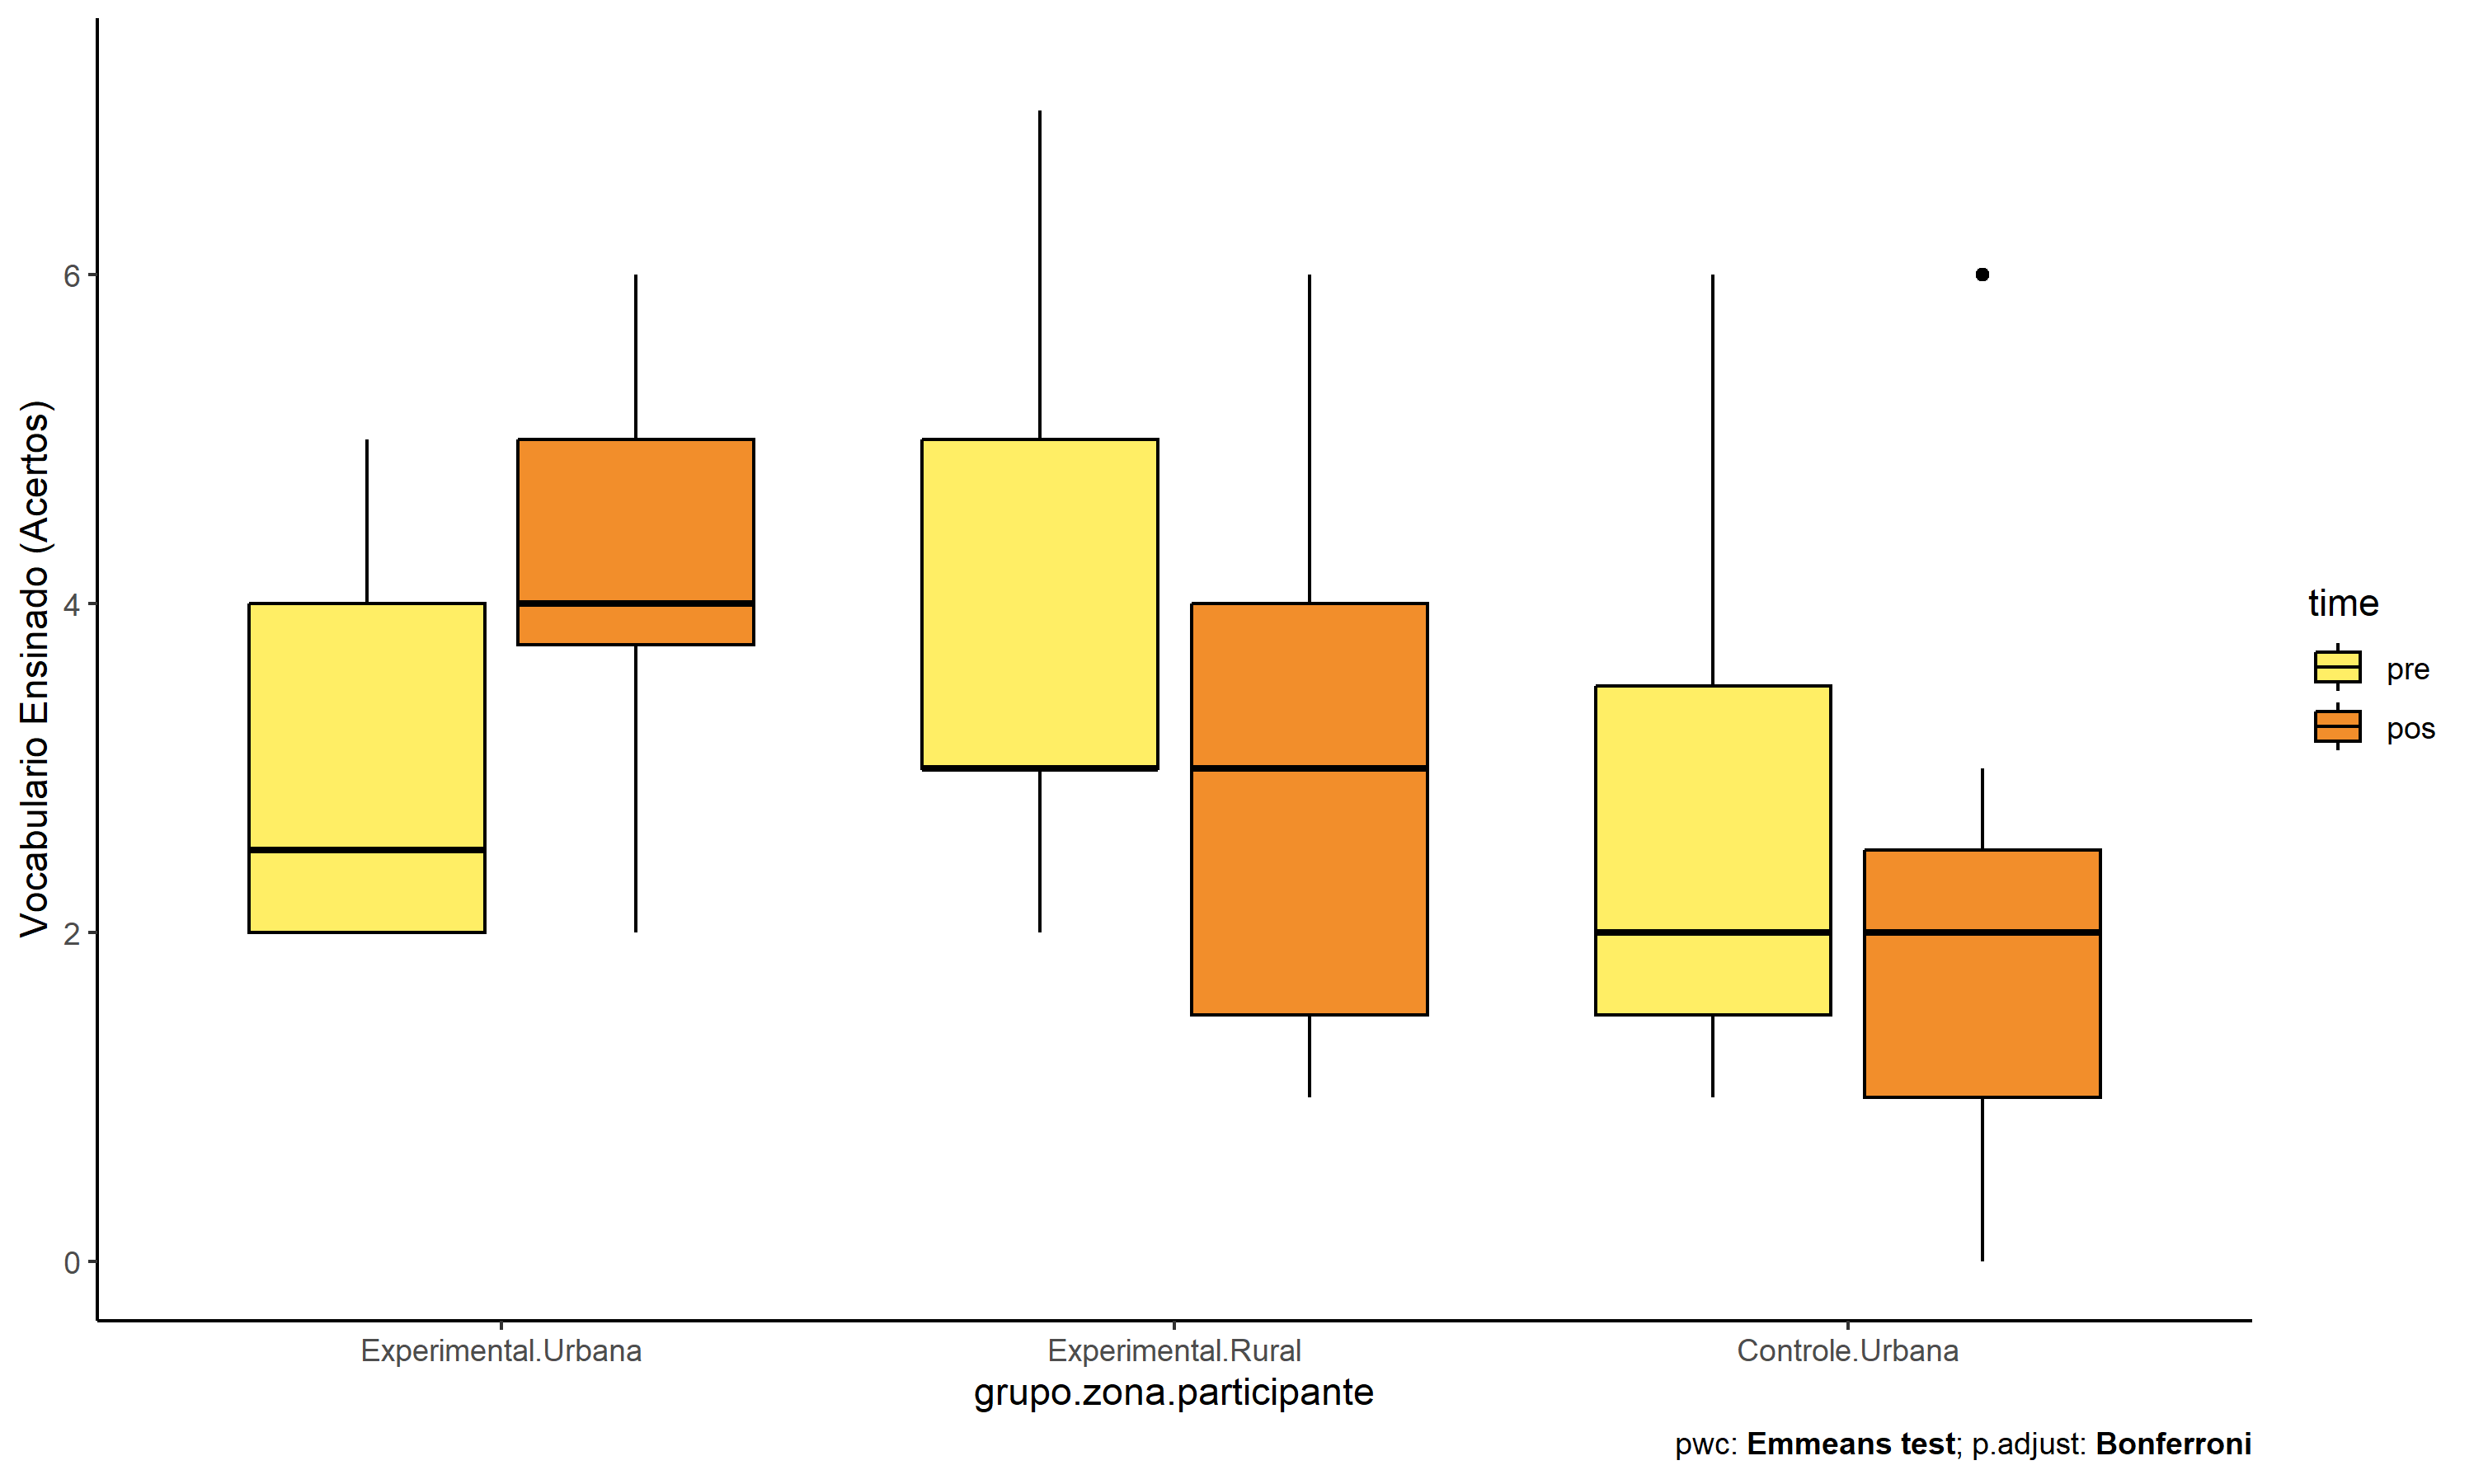 Vocabulario Ensinado (Acertos)
6
4
2
0
Experimental.Urbana
Experimental.Rural
Controle.Urbana
grupo.zona.participante
time
pre
pos
pwc: Emmeans test; p.adjust: Bonferroni